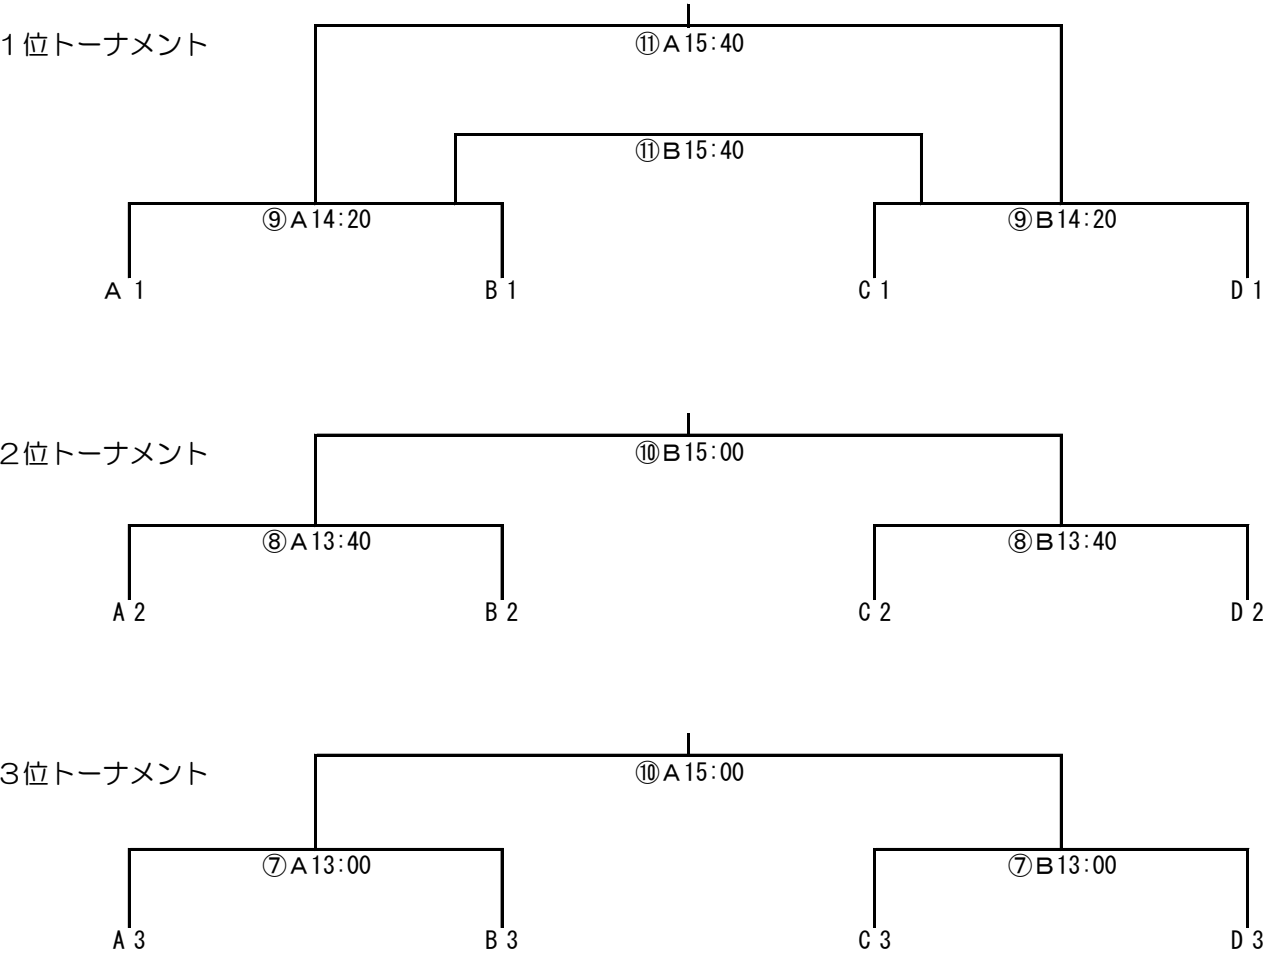 １位トーナメント
⑪Ａ15:40
⑪Ｂ15:40
⑨Ａ14:20
⑨Ｂ14:20
Ａ 1
B 1
C 1
D 1
２位トーナメント
⑩Ｂ15:00
⑧Ａ13:40
⑧Ｂ13:40
A 2
B 2
C 2
D 2
３位トーナメント
⑩Ａ15:00
⑦Ａ13:00
⑦Ｂ13:00
A 3
B 3
C 3
D 3